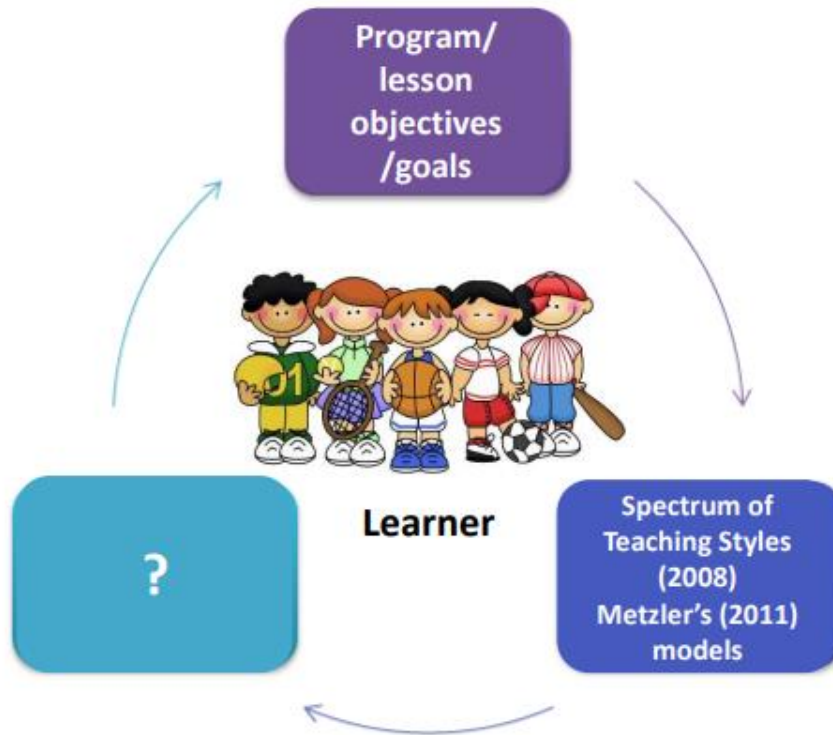 Program/
lesson
objectives
/goals
01
Learner
?
Spectrum of
Teaching Styles
(2008)
Metzler's (2011)
models